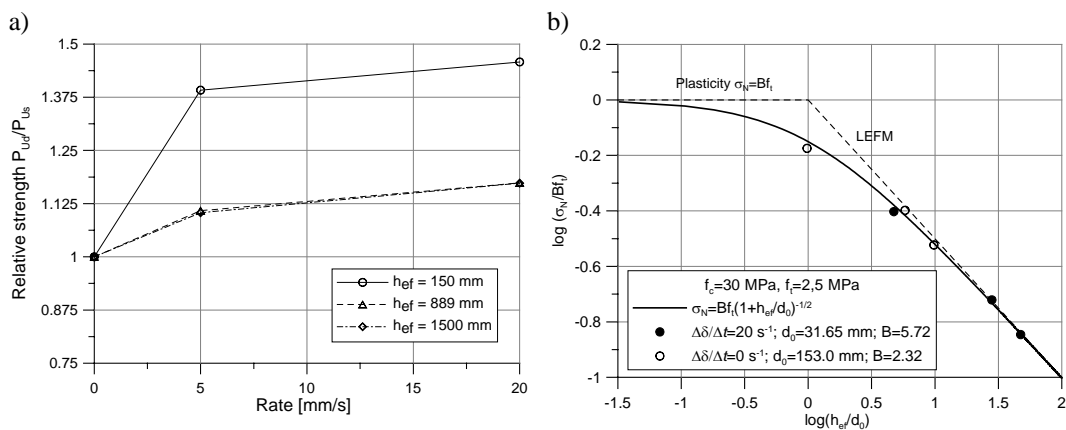 a)
1.5
1.375
1.25
1.125
1
0.875
0.75
Relative strength P_Ud/P_Us
0
5
10
15
20
Rate [mm/s]
h_ef = 150 mm
h_ef = 889 mm
h_ef = 1500 mm
b)
0.2
0
-0.2
-0.4
-0.6
-0.8
-1
log (σ_N/Bf_t)
Plasticity σ_N=Bf_t
LEFM
f_c=30 MPa, f_t=2,5 MPa
σ_N=Bf_t(1+h_ef/d_0)^-1/2
Δδ/Δt=20 s^-1; d_0=31.65 mm; B=5.72
Δδ/Δt=0 s^-1; d_0=153.0 mm; B=2.32
-1.5
-1
-0.5
0
0.5
1
1.5
2
log(h_ef/d_0)